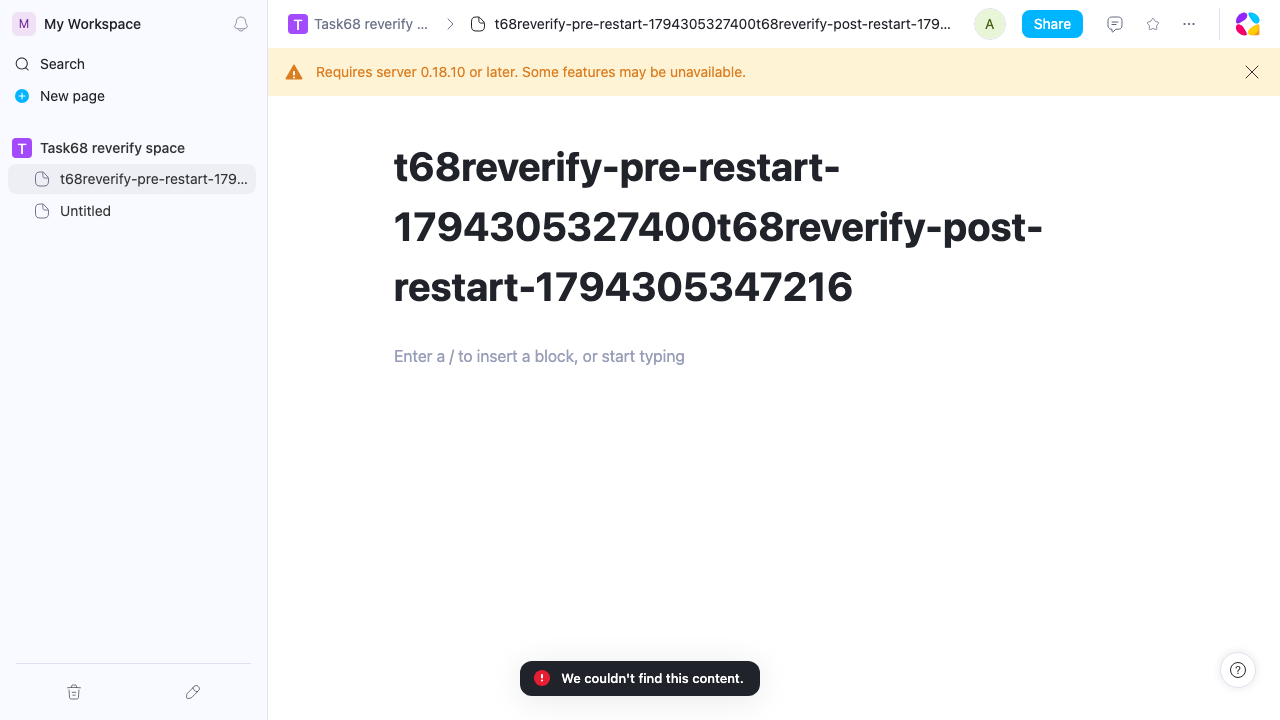 M My Workspace
Search
New page
T Task68 reverify space
t68reverify-pre-restart-179...
Untitled
T Task68 reverify ...
t68reverify-pre-restart-1794305327400t68reverify-post-restart-179...
A
Share
Requires server 0.18.10 or later. Some features may be unavailable.
t68reverify-pre-restart-
1794305327400t68reverify-post-
restart-1794305347216
Enter a / to insert a block, or start typing
We couldn't find this content.